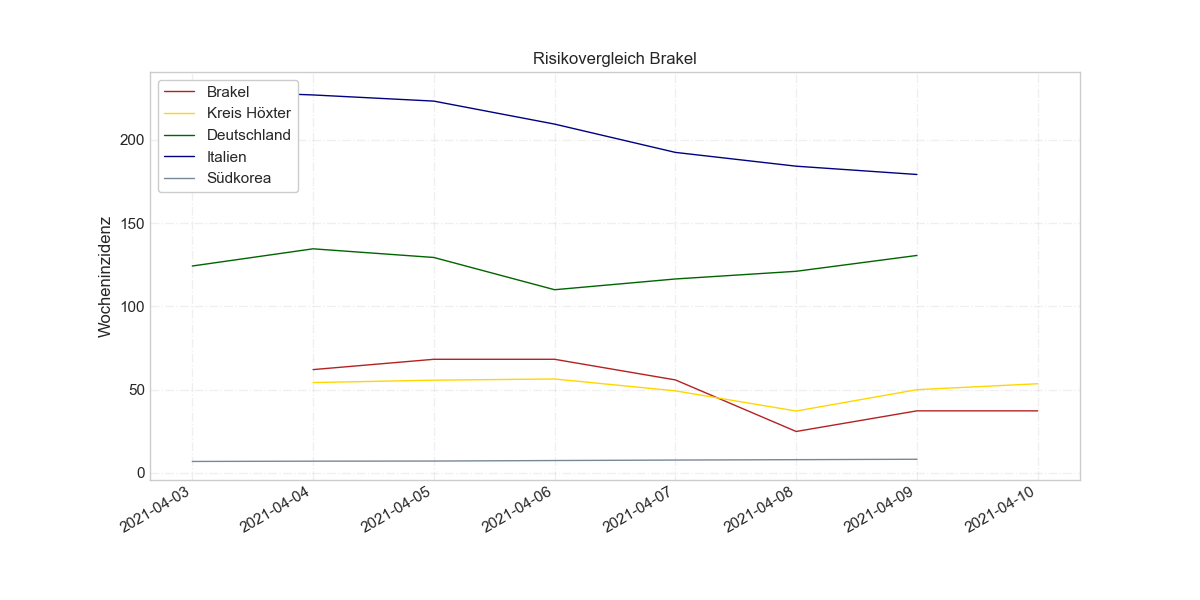 Risikovergleich Brakel
Brakel
Kreis Höxter
Deutschland
Italien
Südkorea
Wocheninzidenz
200
150
100
50
0
2021-04-03
2021-04-04
2021-04-05
2021-04-06
2021-04-07
2021-04-08
2021-04-09
2021-04-10